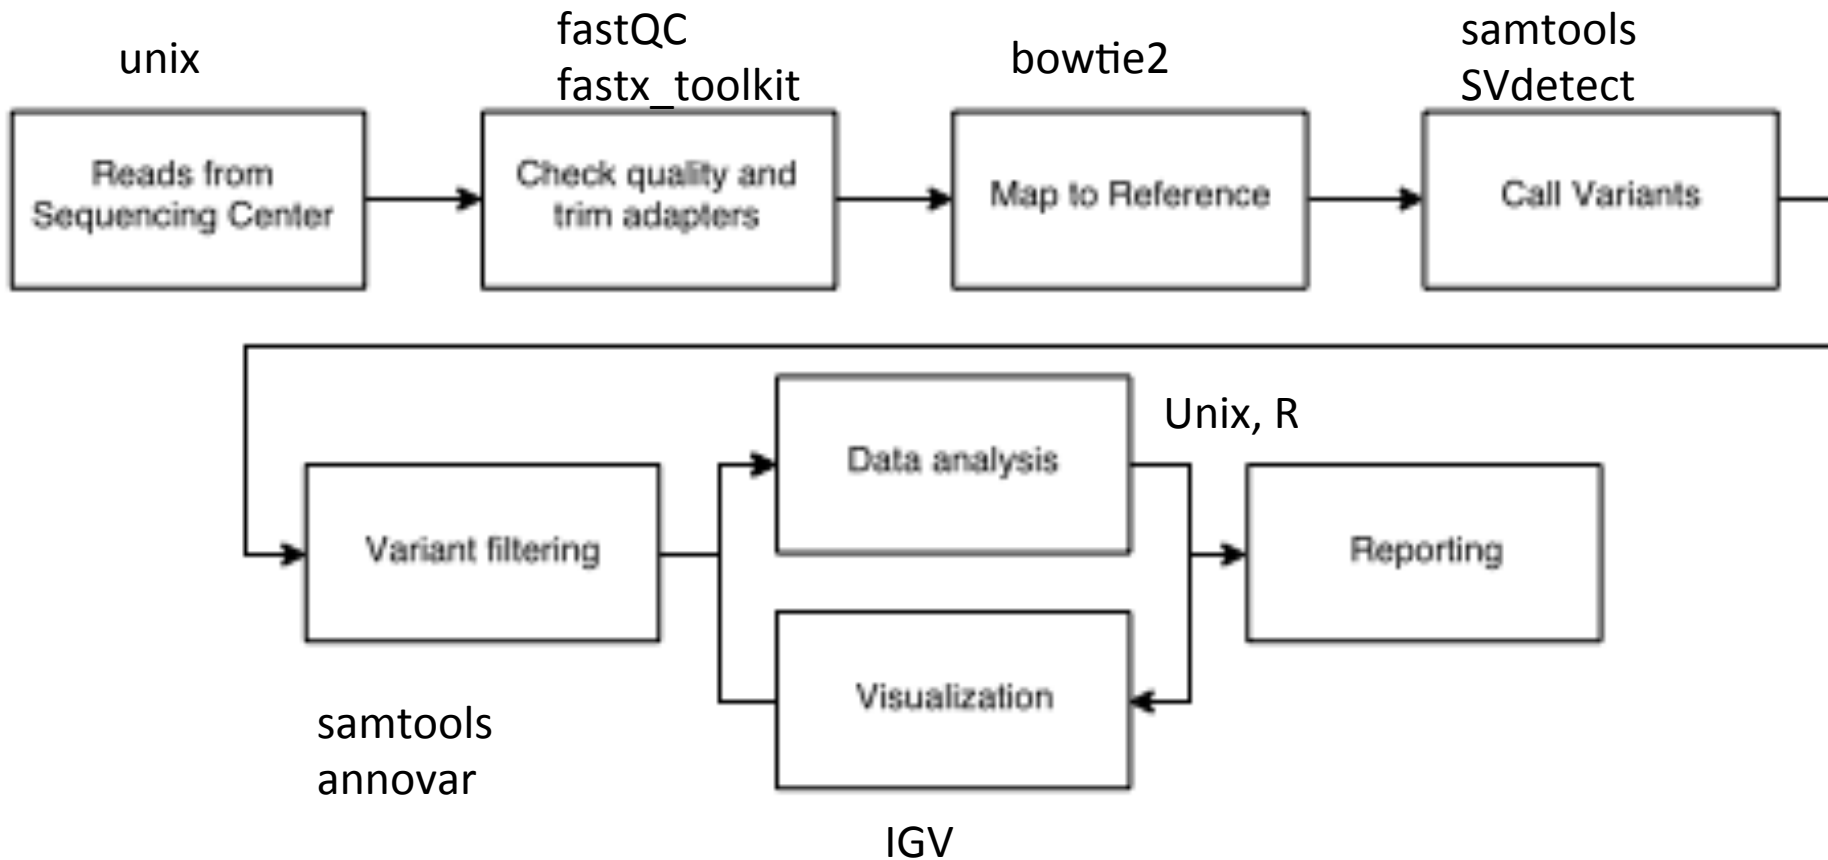 unix
fastQC
fastx_toolkit
bowtie2
samtools
SVdetect
Reads from
Sequencing Center
Check quality and
trim adapters
Map to Reference
Call Variants
Data analysis
Unix, R
Variant filtering
Reporting
Visualization
samtools
annovar
IGV